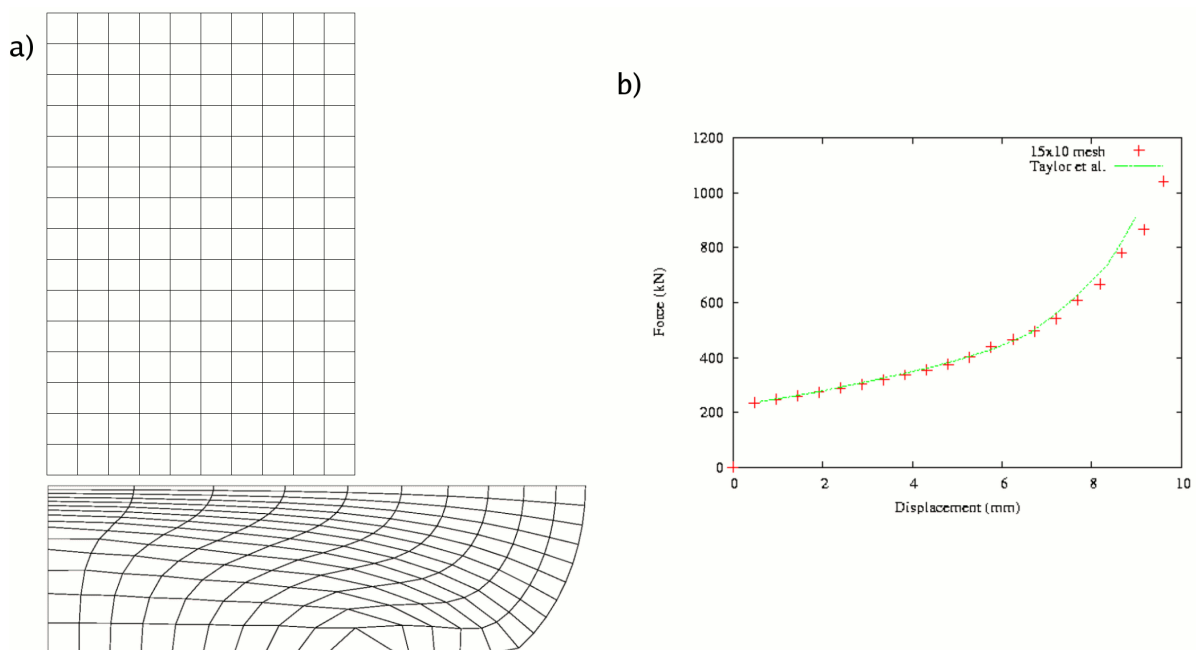 a)
b)
1200
1000
800
600
400
200
0
Force (kN)
15x10 mesh
Taylor et al.
0 2 4 6 8 10
Displacement (mm)